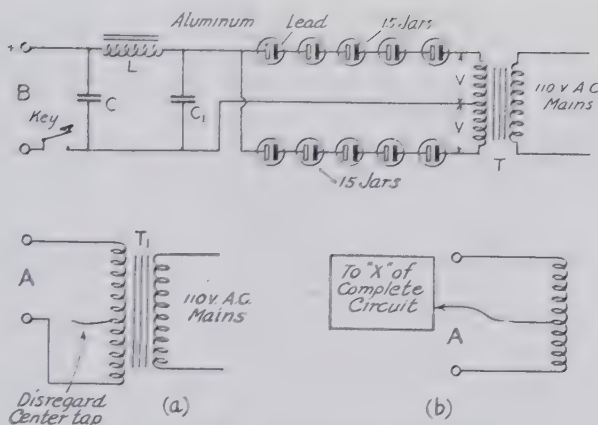 Aluminum
Lead
15 Jars
+
L
B
C
C1
Key
V
V
110 v A.C.
Mains
T
15 Jars
A
T1
110 v. A.C.
Mains
Disregard
Center tap
(a)
To "X" of
Complete
Circuit
A
(b)